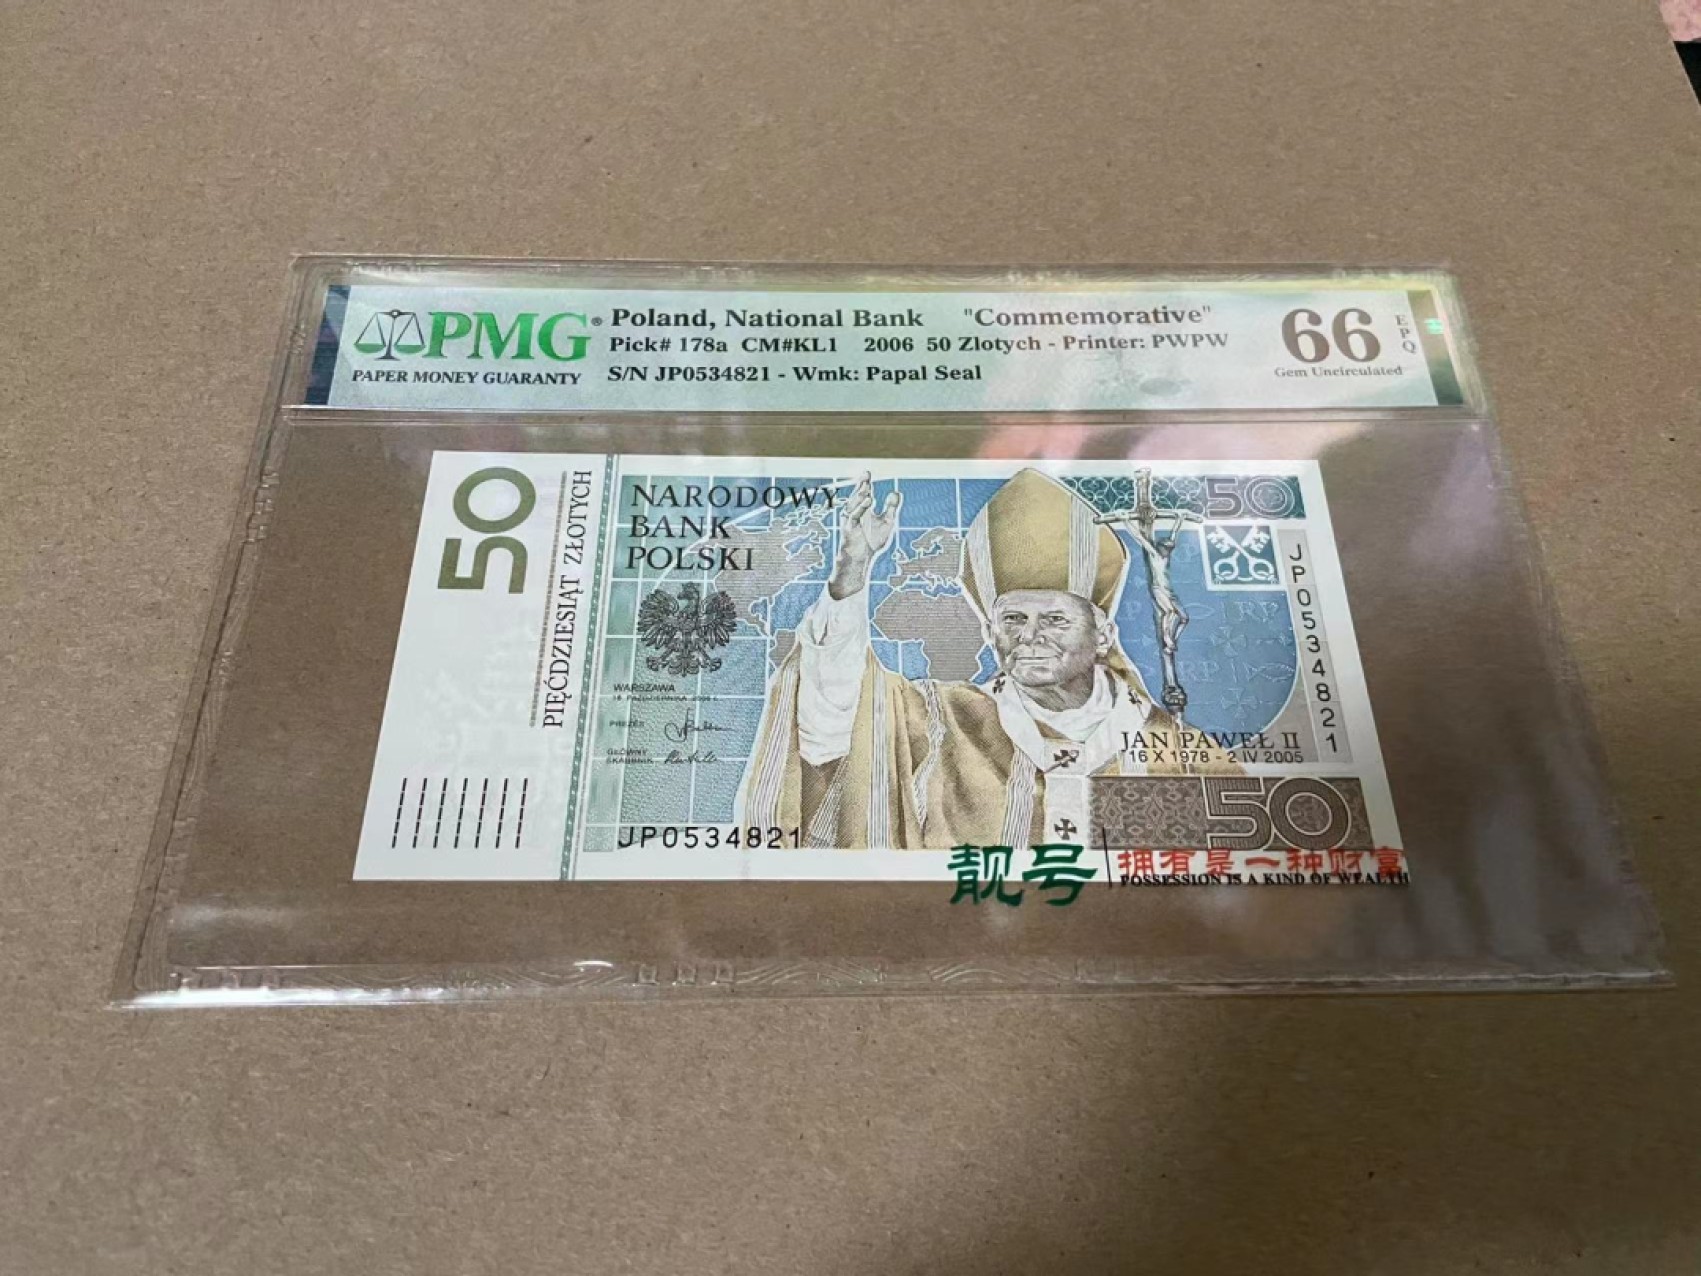 PMG®
PAPER MONEY GUARANTY
Poland, National Bank "Commemorative"
Pick# 178a CM#KL1 2006 50 Zlotych - Printer: PWPW
S/N JP0534821 - Wmk: Papal Seal
66
EPQ
Gem Uncirculated
50
PIĘĆDZIESIĄT ZŁOTYCH
NARODOWY
BANK
POLSKI
WARSZAWA
PREZES
GŁÓWNY
SKARBNIK
JP0534821
50
JP0534821
JAN PAWEŁ II
16 X 1978 - 2 IV 2005
50
靓号
拥有是一种财富
POSSESSION IS A KIND OF WEALTH